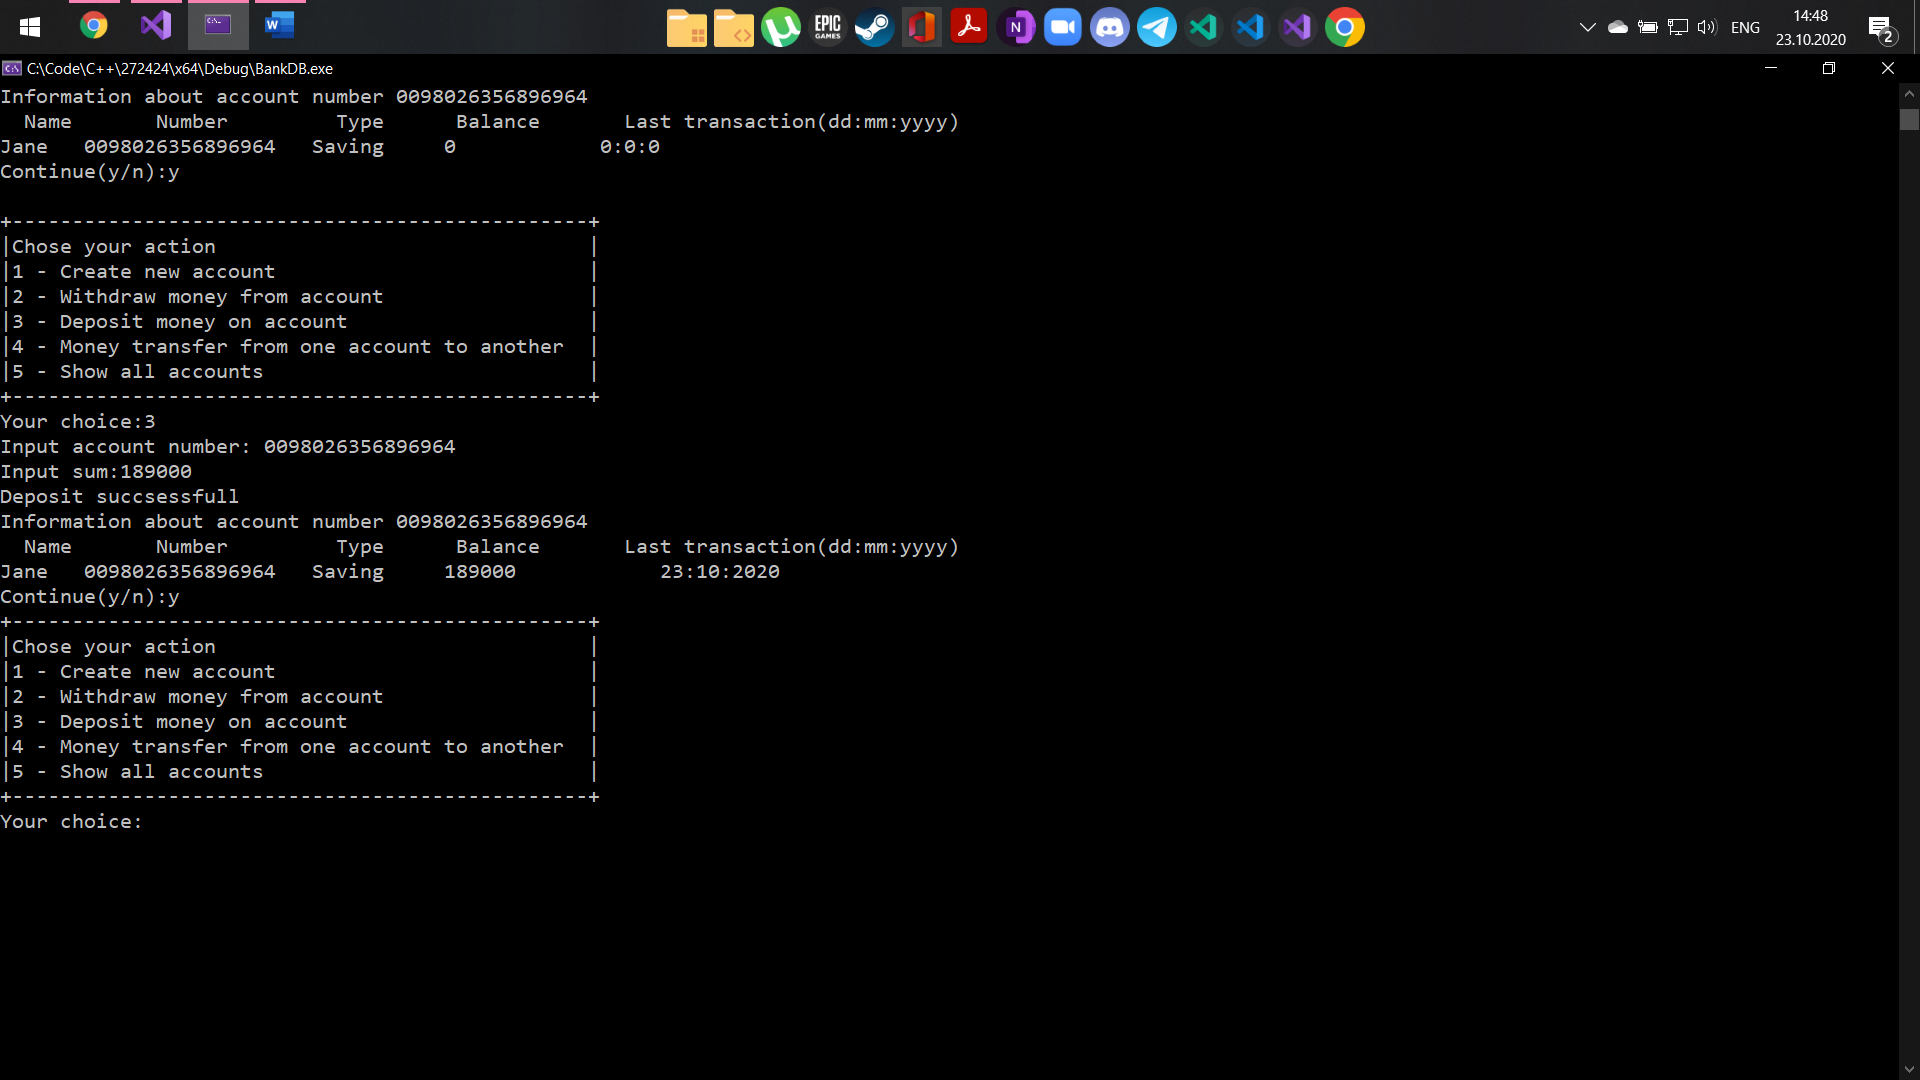 14:48
ENG
23.10.2020
2
C:\Code\C++\272424\x64\Debug\BankDB.exe
Information about account number 0098026356896964
  Name       Number         Type      Balance       Last transaction(dd:mm:yyyy)
Jane   0098026356896964   Saving     0            0:0:0
Continue(y/n):y
+------------------------------------------------+
|Chose your action                               |
|1 - Create new account                          |
|2 - Withdraw money from account                 |
|3 - Deposit money on account                    |
|4 - Money transfer from one account to another  |
|5 - Show all accounts                           |
+------------------------------------------------+
Your choice:3
Input account number: 0098026356896964
Input sum:189000
Deposit succsessfull
Information about account number 0098026356896964
  Name       Number         Type      Balance       Last transaction(dd:mm:yyyy)
Jane   0098026356896964   Saving     189000            23:10:2020
Continue(y/n):y
+------------------------------------------------+
|Chose your action                               |
|1 - Create new account                          |
|2 - Withdraw money from account                 |
|3 - Deposit money on account                    |
|4 - Money transfer from one account to another  |
|5 - Show all accounts                           |
+------------------------------------------------+
Your choice: